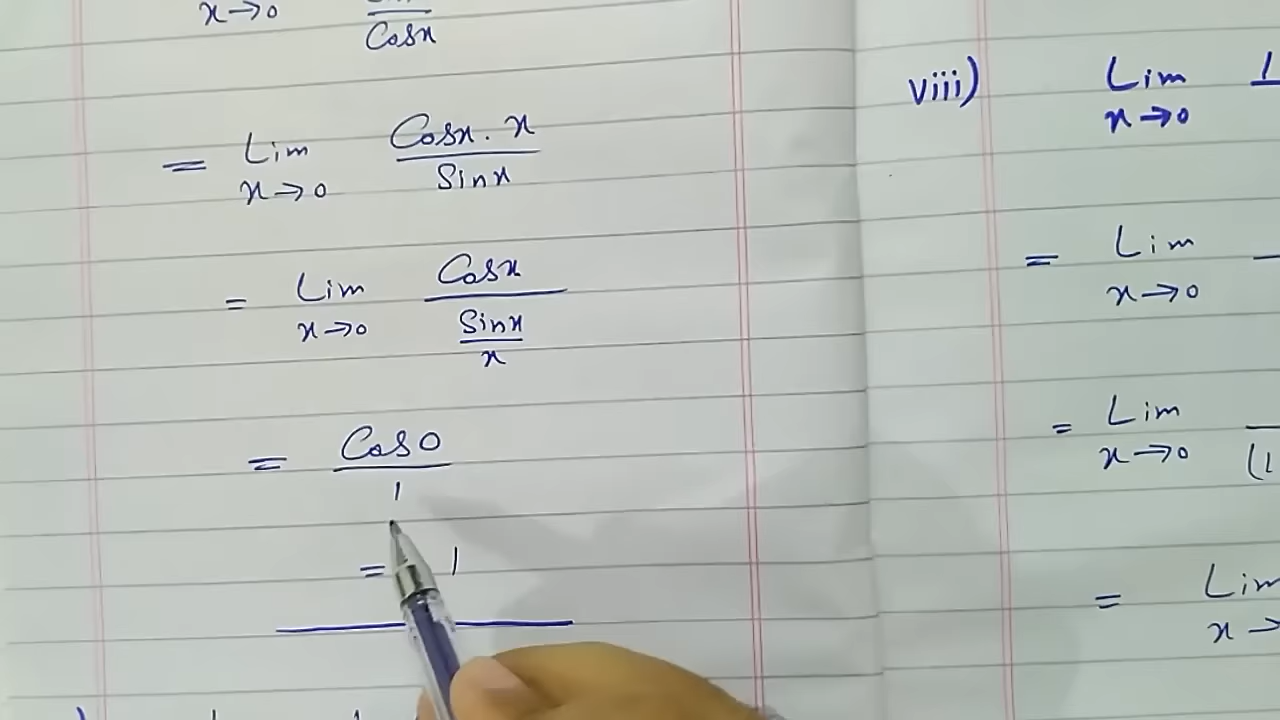 x→0 Cosx
= Lim x→0 Cosx . x / Sinx
= Lim x→0 Cosx / Sinx / x
= Cos0 / 1
= 1
viii) Lim x→0
= Lim x→0
= Lim x→0 (1
= Lim x→